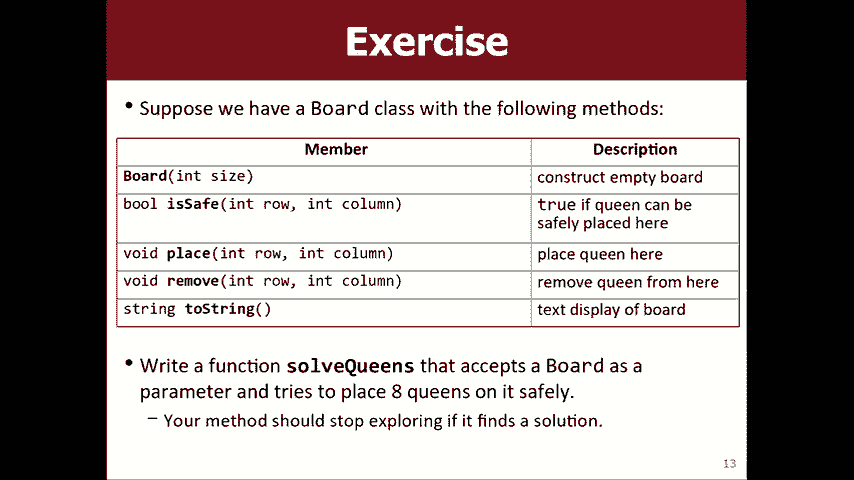 Exercise
• Suppose we have a Board class with the following methods:
Member Description
Board(int size) construct empty board
bool isSafe(int row, int column) true if queen can be
safely placed here
void place(int row, int column) place queen here
void remove(int row, int column) remove queen from here
string toString() text display of board
• Write a function solveQueens that accepts a Board as a
parameter and tries to place 8 queens on it safely.
– Your method should stop exploring if it finds a solution.
13